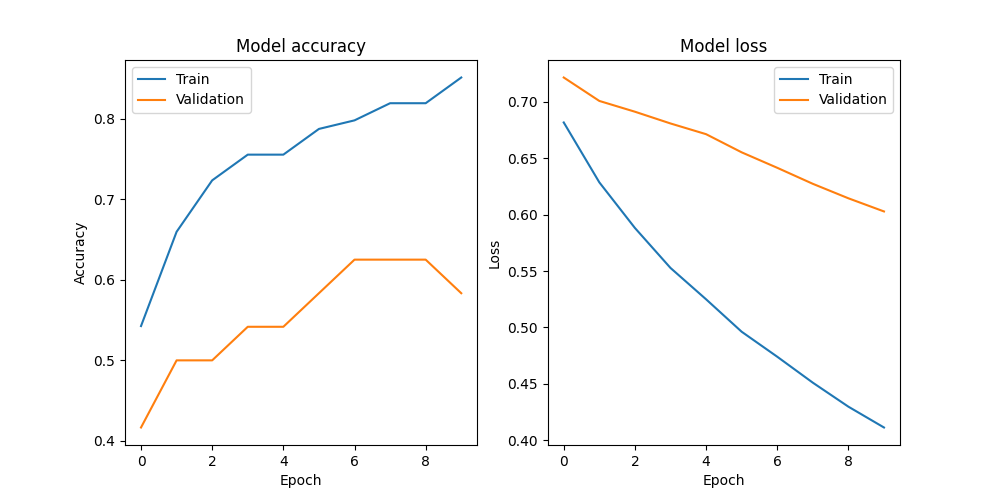 Model accuracy
Train
Validation
0.8
0.7
0.6
0.5
0.4
Accuracy
0 2 4 6 8
Epoch
Model loss
Train
Validation
0.70
0.65
0.60
0.55
0.50
0.45
0.40
Loss
0 2 4 6 8
Epoch